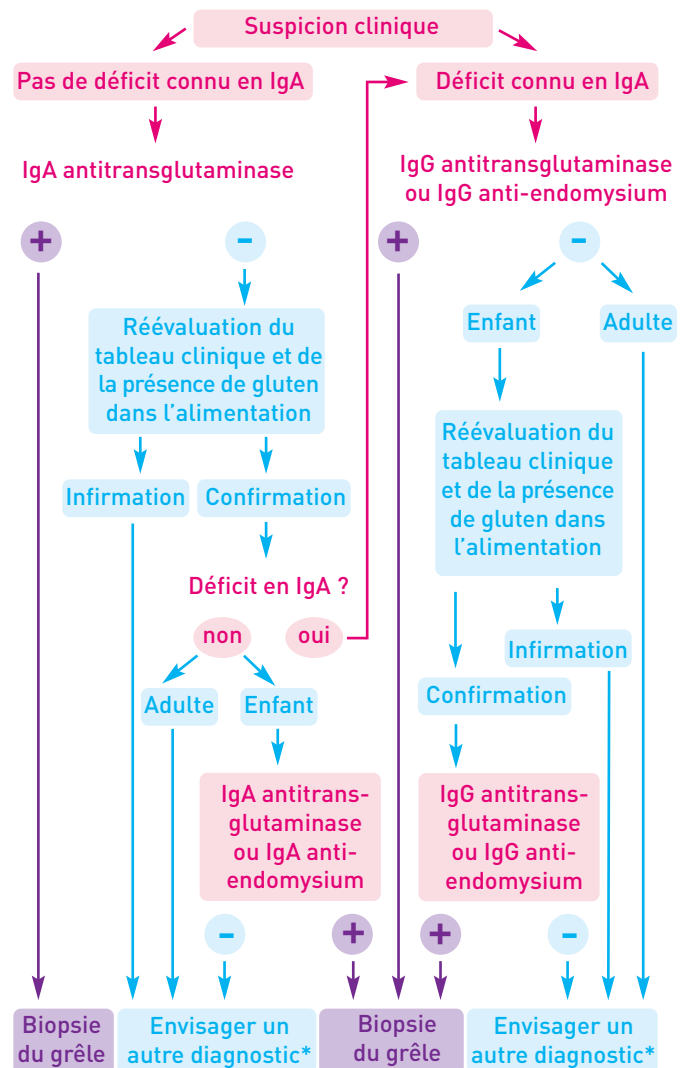 Suspicion clinique
Pas de déficit connu en IgA
Déficit connu en IgA
IgA antitransglutaminase
IgG antitransglutaminase
ou IgG anti-endomysium
+
-
+
-
Enfant
Adulte
Réévaluation du
tableau clinique et de
la présence de gluten
dans l'alimentation
Réévaluation du
tableau clinique
et de la présence
de gluten dans
l'alimentation
Infirmation
Confirmation
Déficit en IgA ?
non
oui
Infirmation
Adulte
Enfant
Confirmation
IgA antitrans-
glutaminase
ou IgA anti-
endomysium
IgG antitrans-
glutaminase
ou IgG anti-
endomysium
-
+
+
-
Biopsie
du grêle
Envisager un
autre diagnostic*
Biopsie
du grêle
Envisager un
autre diagnostic*